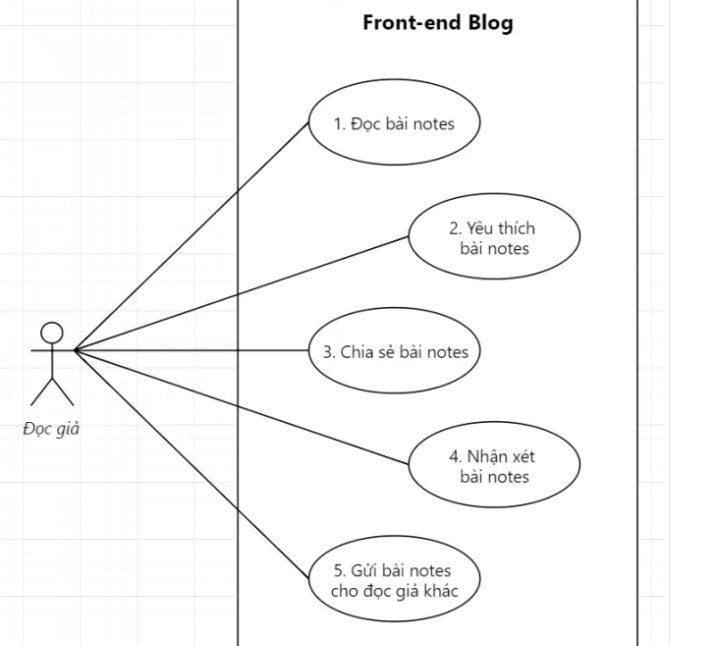 Front-end Blog
1. Đọc bài notes
2. Yêu thích
bài notes
3. Chia sẻ bài notes
4. Nhận xét
bài notes
5. Gửi bài notes
cho đọc giả khác
Đọc giả